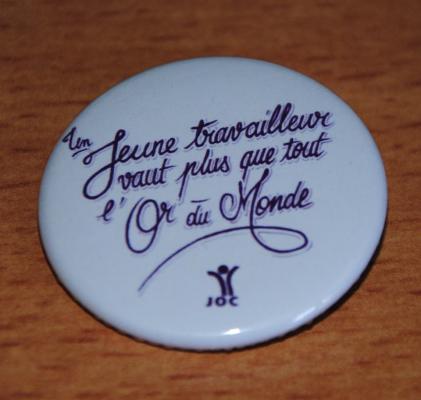 Un Jeune travailleur
vaut plus que tout
l'Or du Monde
JOC